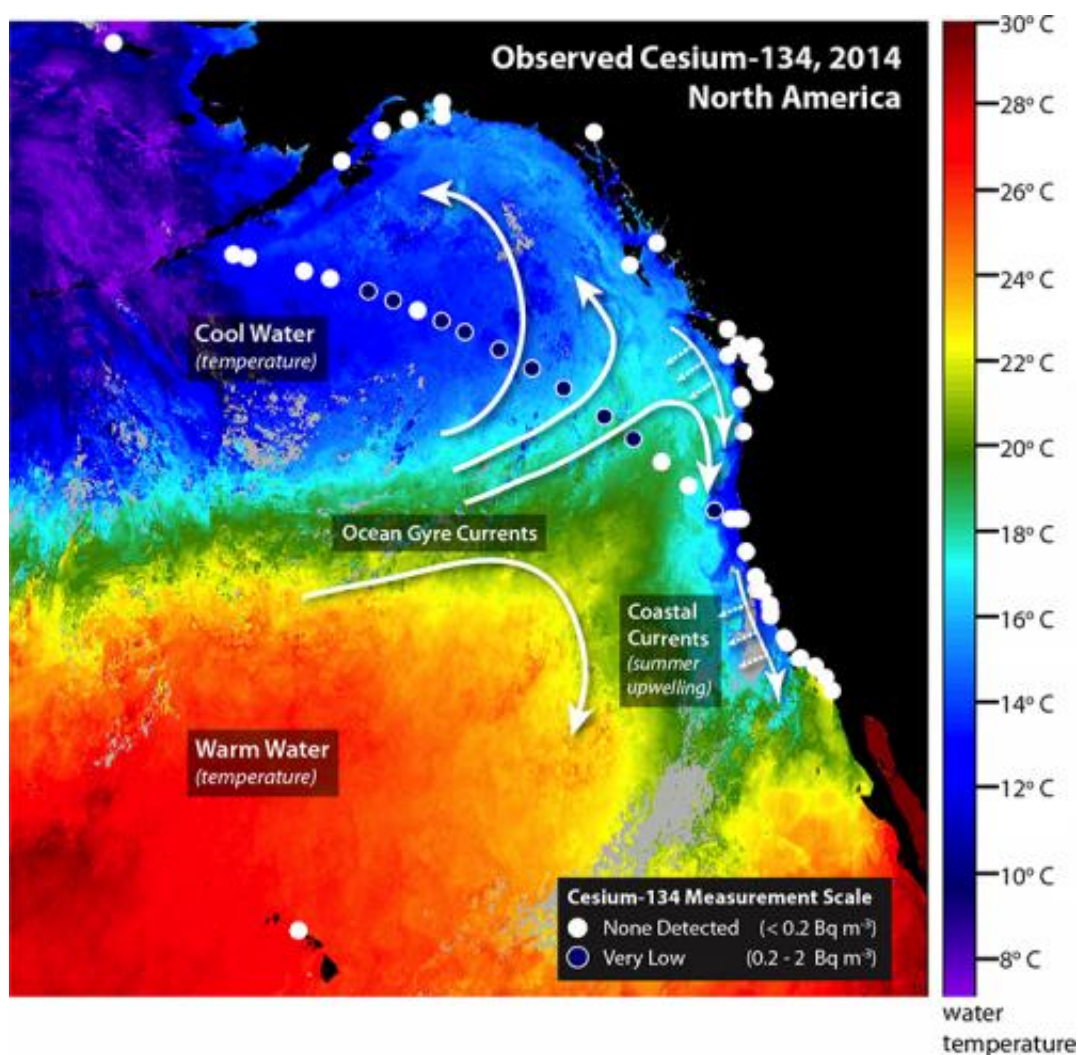 Observed Cesium-134, 2014
North America
Cool Water
(temperature)
Ocean Gyre Currents
Coastal
Currents
(summer
upwelling)
Warm Water
(temperature)
Cesium-134 Measurement Scale
None Detected (< 0.2 Bq m⁻³)
Very Low (0.2 - 2 Bq m⁻³)
30° C
28° C
26° C
24° C
22° C
20° C
18° C
16° C
14° C
12° C
10° C
8° C
water
temperature